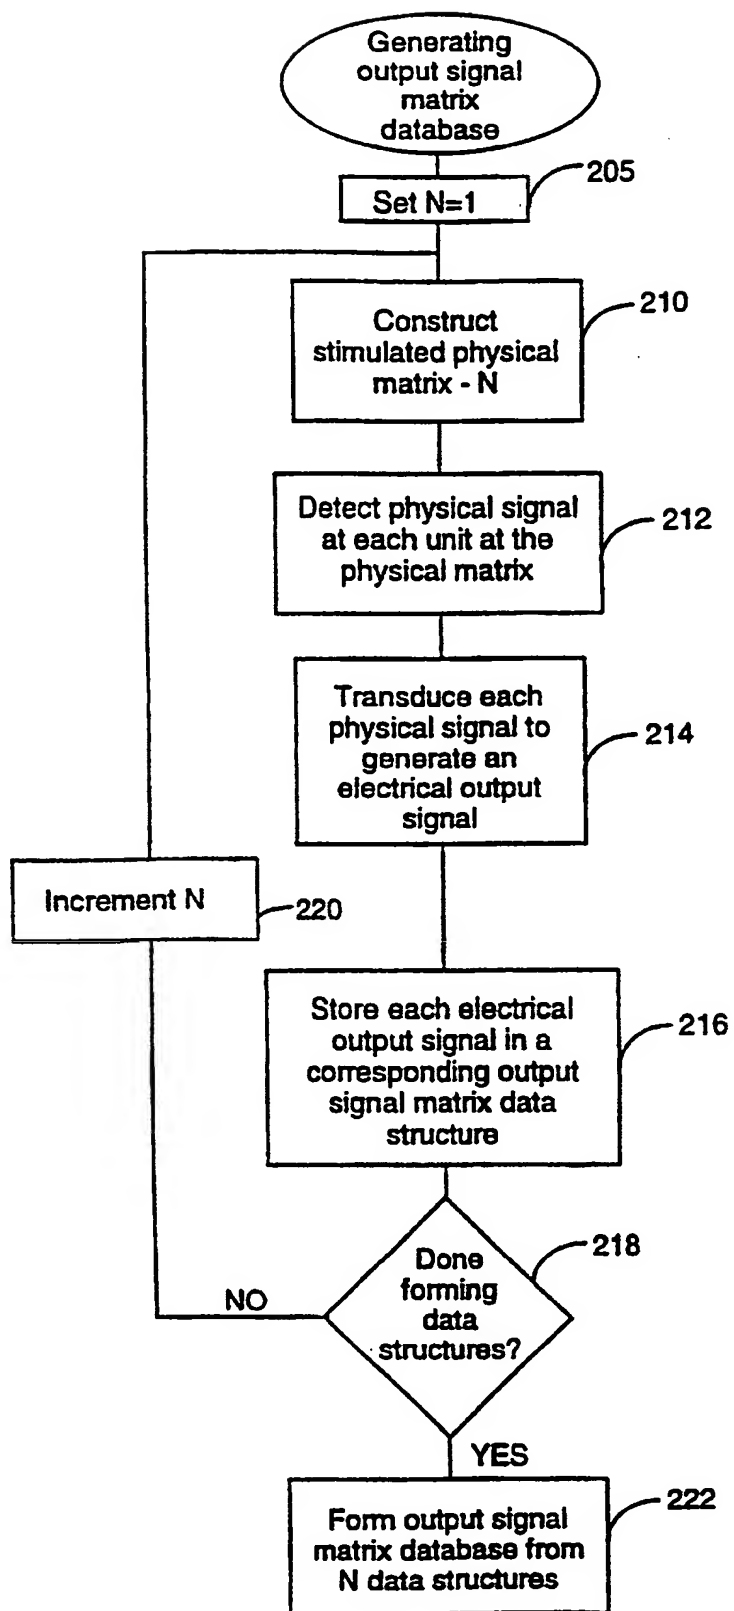 Generating
output signal
matrix
database
205
Set N=1
210
Construct
stimulated physical
matrix - N
Detect physical signal
at each unit at the
physical matrix
212
Transduce each
physical signal to
generate an
electrical output
signal
214
Increment N
220
Store each electrical
output signal in a
corresponding output
signal matrix data
structure
216
218
Done
forming
data
structures?
NO
YES
222
Form output signal
matrix database from
N data structures